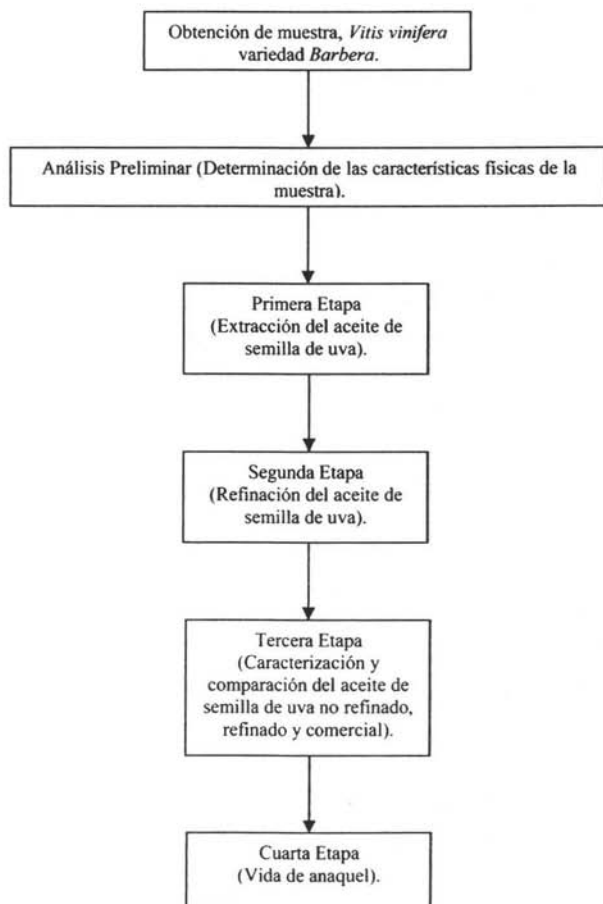 Obtención de muestra, Vitis vinifera
variedad Barbera.
Análisis Preliminar (Determinación de las características físicas de la
muestra).
Primera Etapa
(Extracción del aceite de
semilla de uva).
Segunda Etapa
(Refinación del aceite de
semilla de uva).
Tercera Etapa
(Caracterización y
comparación del aceite de
semilla de uva no refinado,
refinado y comercial).
Cuarta Etapa
(Vida de anaquel).